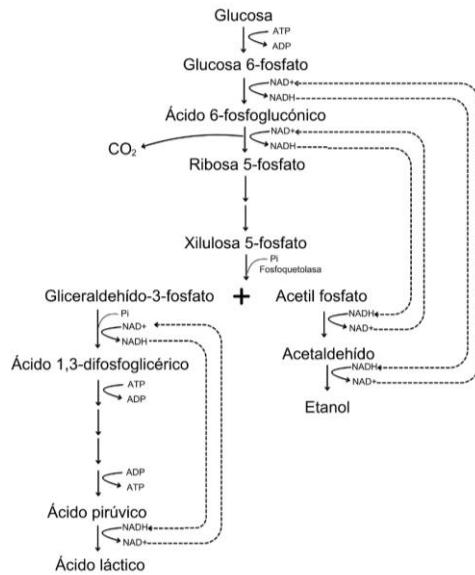 Glucosa
ATP
ADP
Glucosa 6-fosfato
NAD+
NADH
Ácido 6-fosfoglucónico
NAD+
NADH
CO₂
Ribosa 5-fosfato
Xilulosa 5-fosfato
Pi
Fosfoquetolasa
Gliceraldehído-3-fosfato + Acetil fosfato
Pi
NAD+
NADH
Ácido 1,3-difosfoglicérico
ATP
ADP
ADP
ATP
Ácido pirúvico
NADH
NAD+
Ácido láctico
NADH
NAD+
Acetaldehído
NADH
NAD+
Etanol